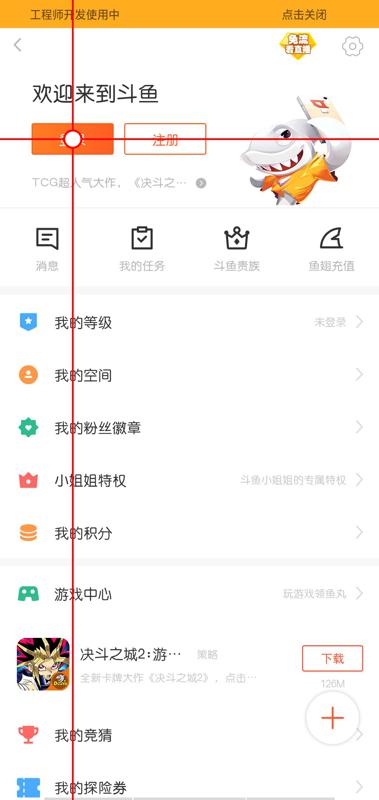 工程师开发使用中
点击关闭
免流
看直播
欢迎来到斗鱼
注册
TCG超人气大作，《决斗之…
消息
我的任务
斗鱼贵族
鱼翅充值
我的等级
未登录
我的空间
我的粉丝徽章
小姐姐特权
斗鱼小姐姐的专属特权
我的积分
游戏中心
玩游戏领鱼丸
决斗之城2:游…
策略
下载
全新卡牌大作《决斗之城2》，点击…
126M
我的竞猜
我的探险券